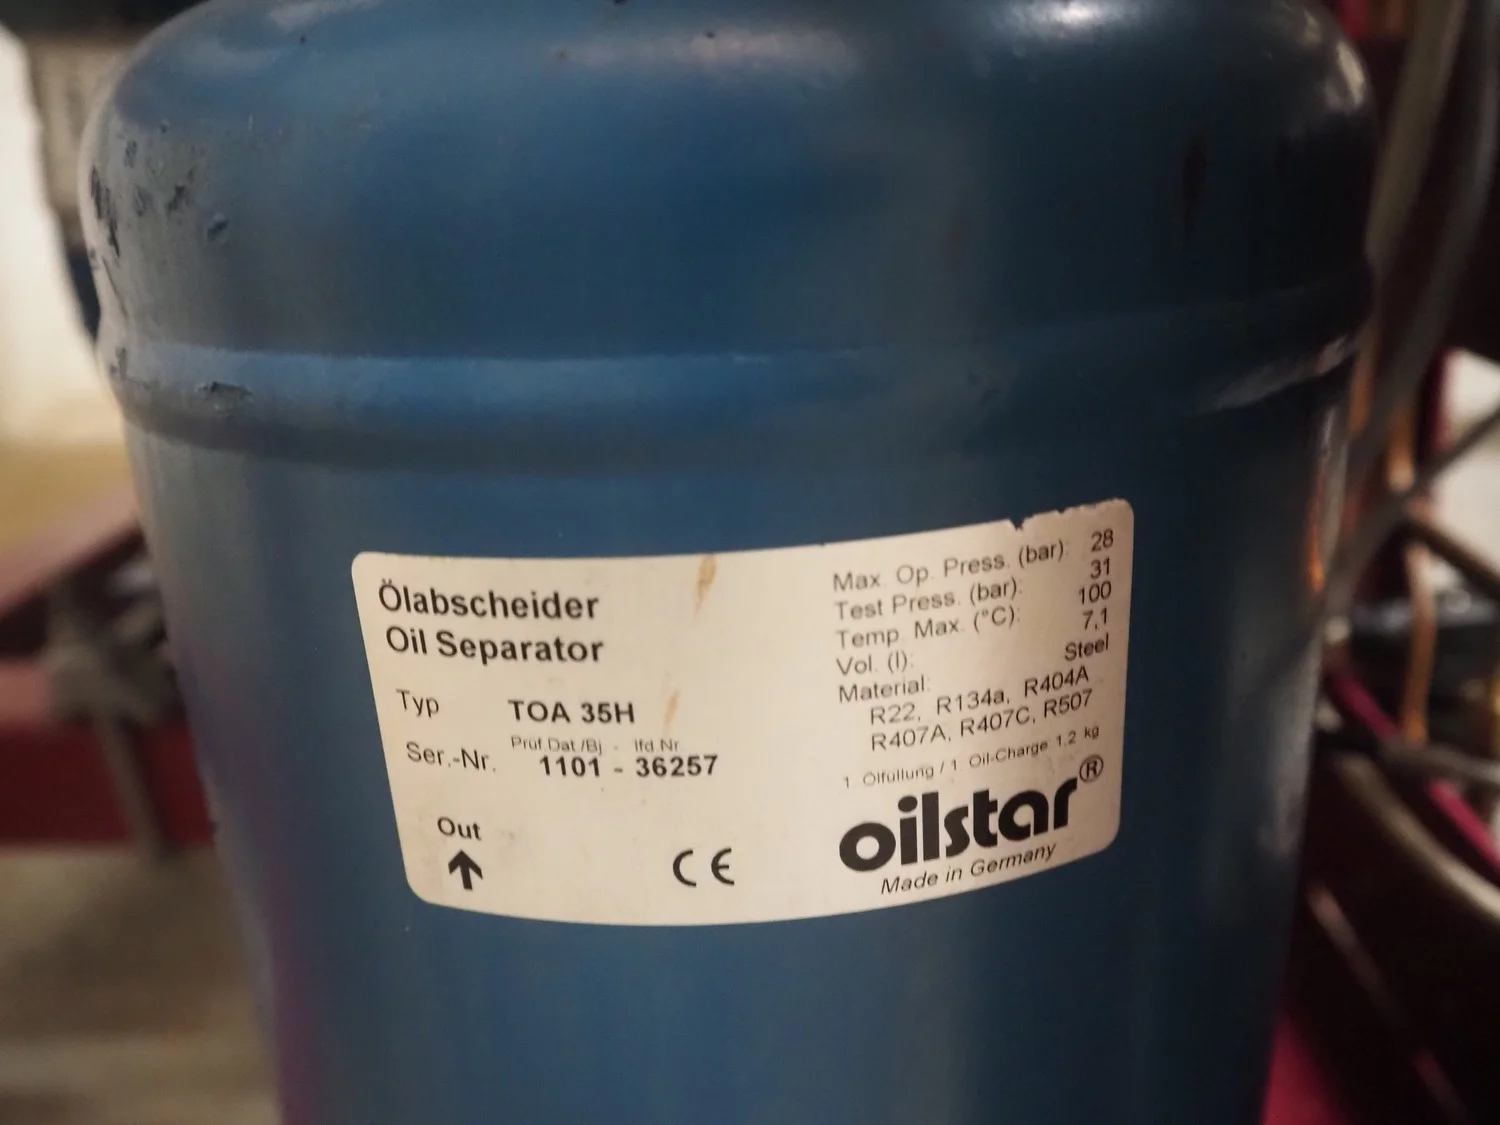 Ölabscheider
Oil Separator
Typ TOA 35H
Prüf.Dat./Bj - lfd Nr
Ser.-Nr. 1101 - 36257
Out
CE
Max. Op. Press. (bar): 28
Test Press. (bar): 31
Temp. Max. (°C): 100
Vol. (l): 7,1
Material: Steel
R22, R134a, R404A
R407A, R407C, R507
1. Ölfüllung / 1. Oil-Charge 1,2 kg
oilstar®
Made in Germany